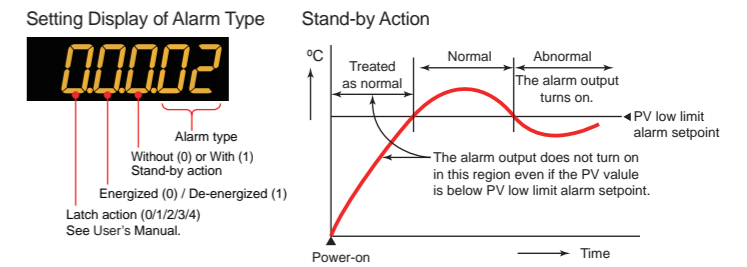 Setting Display of Alarm Type
0.0.0.02
Alarm type
Without (0) or With (1)
Stand-by action
Energized (0) / De-energized (1)
Latch action (0/1/2/3/4)
See User's Manual.
Stand-by Action
ºC
Treated
as normal
Normal
Abnormal
The alarm output
turns on.
PV low limit
alarm setpoint
The alarm output does not turn on
in this region even if the PV valule
is below PV low limit alarm setpoint.
Power-on
Time